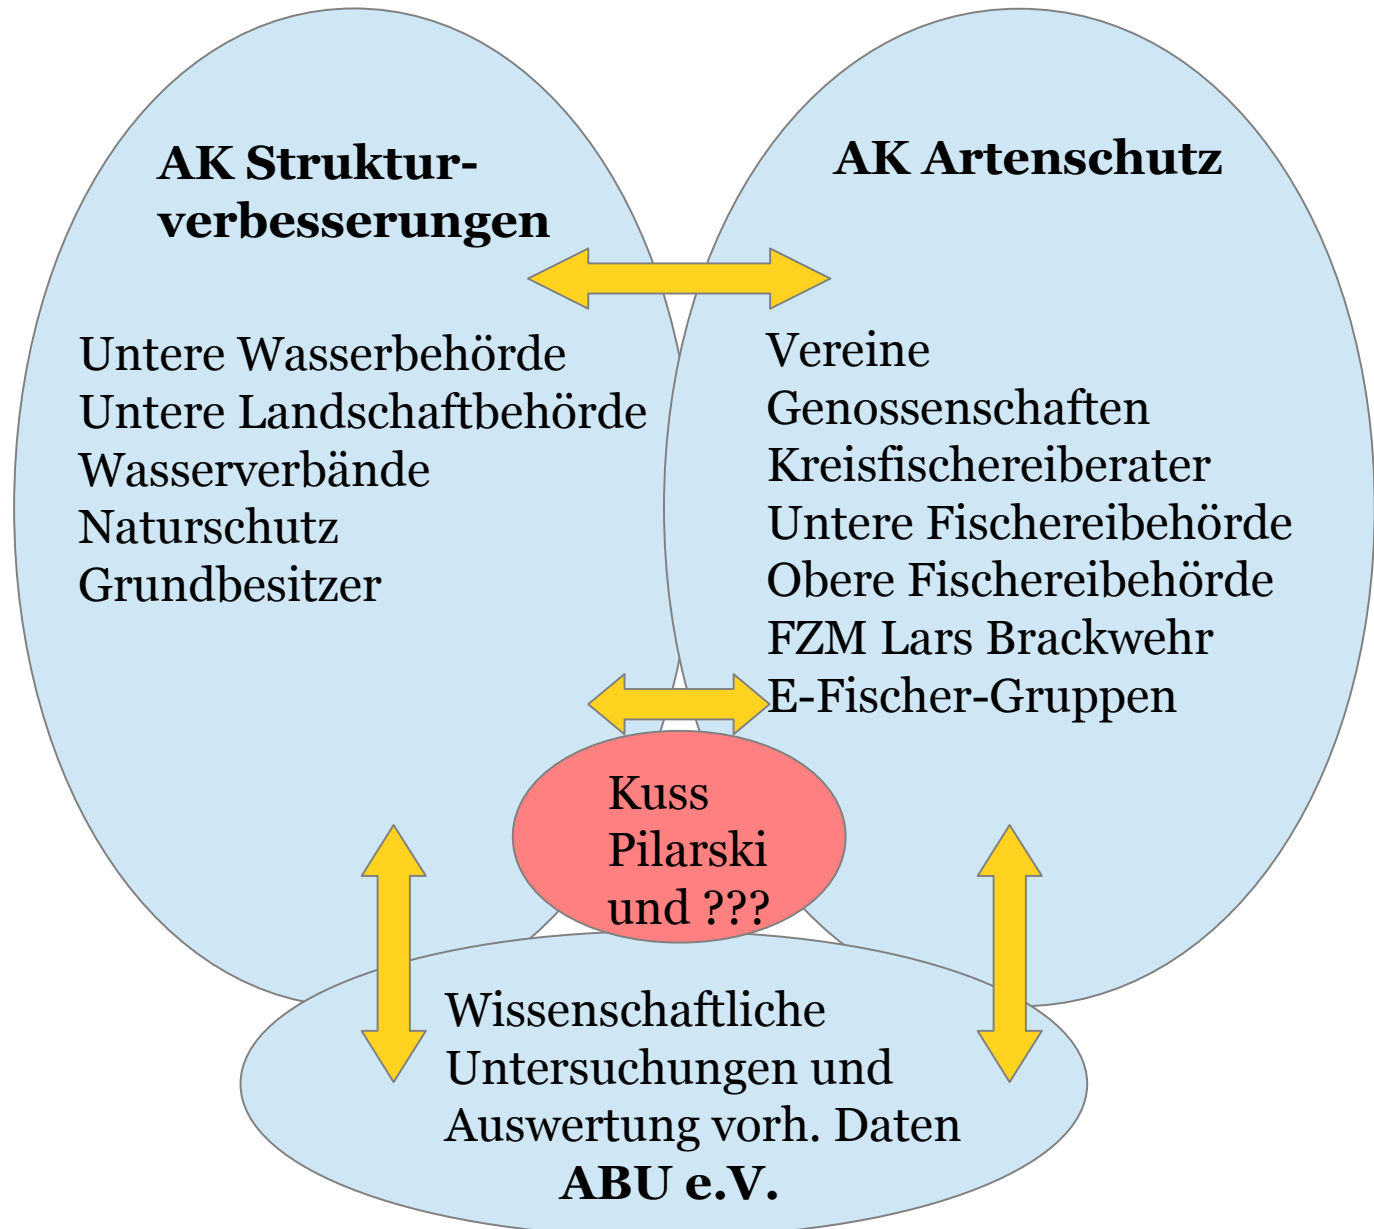 AK Struktur-
verbesserungen
Untere Wasserbehörde
Untere Landschaftbehörde
Wasserverbände
Naturschutz
Grundbesitzer
AK Artenschutz
Vereine
Genossenschaften
Kreisfischereiberater
Untere Fischereibehörde
Obere Fischereibehörde
FZM Lars Brackwehr
E-Fischer-Gruppen
Kuss
Pilarski
und ???
Wissenschaftliche
Untersuchungen und
Auswertung vorh. Daten
ABU e.V.